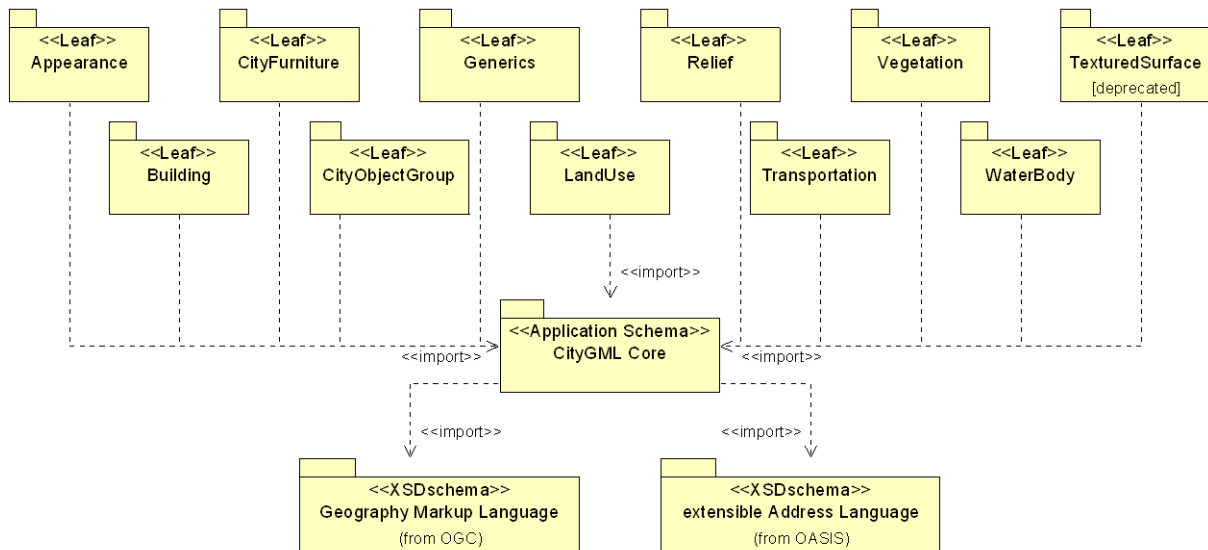 <<Leaf>>
Appearance
<<Leaf>>
CityFurniture
<<Leaf>>
Generics
<<Leaf>>
Relief
<<Leaf>>
Vegetation
<<Leaf>>
TexturedSurface
[deprecated]
<<Leaf>>
Building
<<Leaf>>
CityObjectGroup
<<Leaf>>
LandUse
<<Leaf>>
Transportation
<<Leaf>>
WaterBody
<<import>>
<<Application Schema>>
CityGML Core
<<import>>
<<import>>
<<import>>
<<import>>
<<XSDschema>>
Geography Markup Language
(from OGC)
<<XSDschema>>
extensible Address Language
(from OASIS)